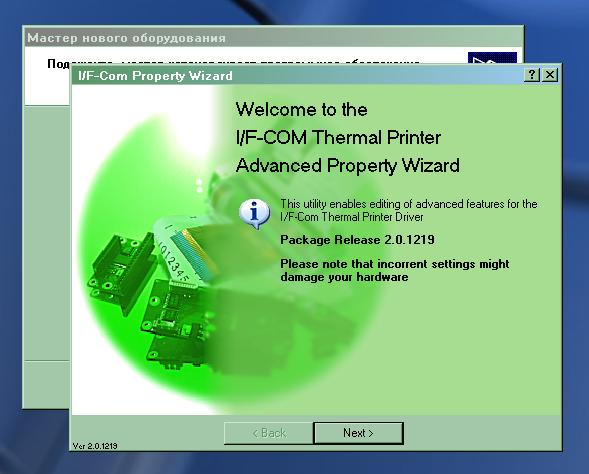 Мастер нового оборудования
I/F-Com Property Wizard
Welcome to the
I/F-COM Thermal Printer
Advanced Property Wizard
This utility enables editing of advanced features for the
I/F-Com Thermal Printer Driver
Package Release 2.0.1219
Please note that incorrent settings might
damage your hardware
012345
< Back
Next >
Ver 2.0.1219